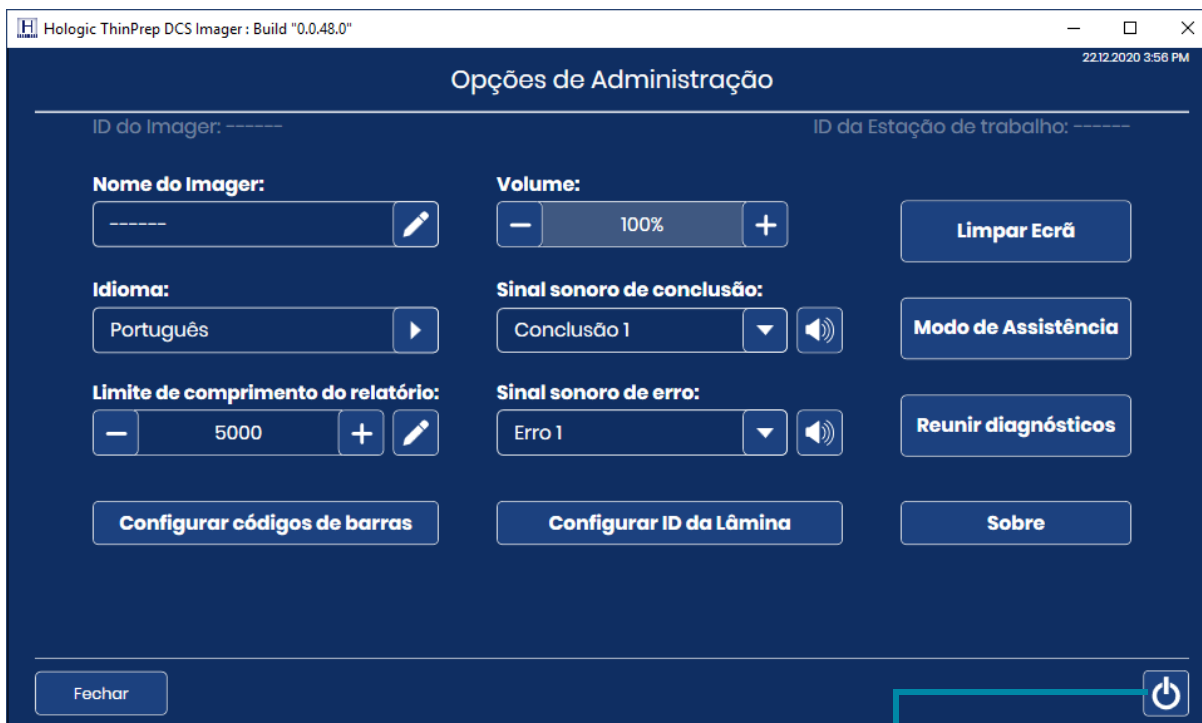 H Hologic ThinPrep DCS Imager : Build "0.0.48.0"
22.12.2020 3:56 PM
Opções de Administração
ID do Imager: ------
ID da Estação de trabalho: ------
Nome do Imager:
------
Volume:
100%
Limpar Ecrã
Idioma:
Português
Sinal sonoro de conclusão:
Conclusão 1
Modo de Assistência
Limite de comprimento do relatório:
5000
Sinal sonoro de erro:
Erro 1
Reunir diagnósticos
Configurar códigos de barras
Configurar ID da Lâmina
Sobre
Fechar